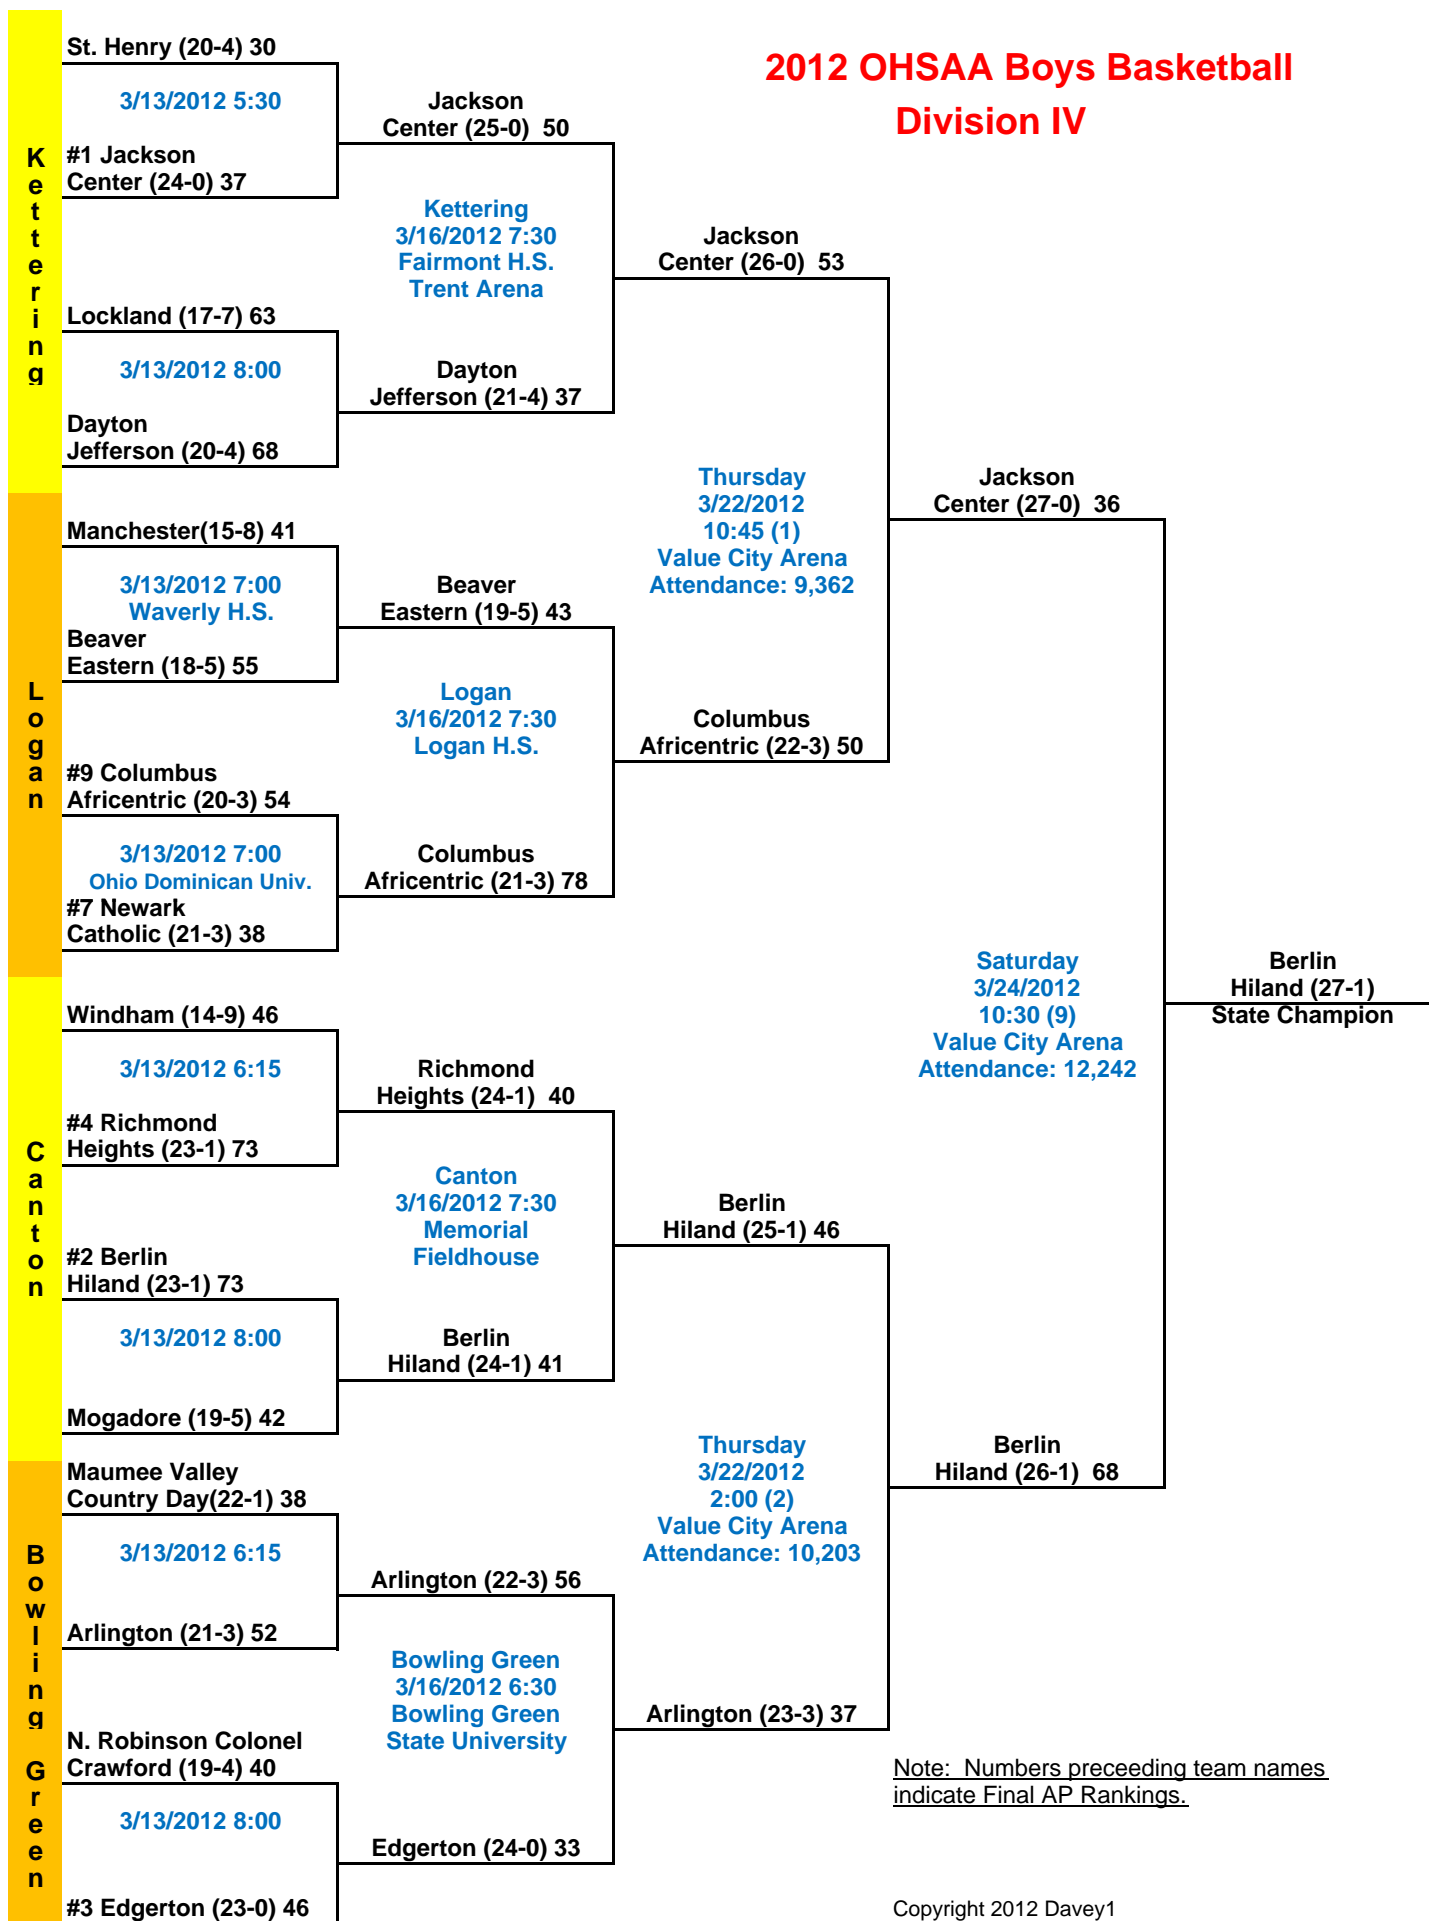 2012 OHSAA Boys Basketball
Division IV
Kettering
St. Henry (20-4) 30
3/13/2012 5:30
#1 Jackson
Center (24-0) 37
Lockland (17-7) 63
3/13/2012 8:00
Dayton
Jefferson (20-4) 68
Logan
Manchester(15-8) 41
3/13/2012 7:00
Waverly H.S.
Beaver
Eastern (18-5) 55
#9 Columbus
Africentric (20-3) 54
3/13/2012 7:00
Ohio Dominican Univ.
#7 Newark
Catholic (21-3) 38
Canton
Windham (14-9) 46
3/13/2012 6:15
#4 Richmond
Heights (23-1) 73
#2 Berlin
Hiland (23-1) 73
3/13/2012 8:00
Mogadore (19-5) 42
Bowling Green
Maumee Valley
Country Day(22-1) 38
3/13/2012 6:15
Arlington (21-3) 52
N. Robinson Colonel
Crawford (19-4) 40
3/13/2012 8:00
#3 Edgerton (23-0) 46
Jackson
Center (25-0) 50
Kettering
3/16/2012 7:30
Fairmont H.S.
Trent Arena
Dayton
Jefferson (21-4) 37
Beaver
Eastern (19-5) 43
Logan
3/16/2012 7:30
Logan H.S.
Columbus
Africentric (21-3) 78
Richmond
Heights (24-1) 40
Canton
3/16/2012 7:30
Memorial
Fieldhouse
Berlin
Hiland (24-1) 41
Arlington (22-3) 56
Bowling Green
3/16/2012 6:30
Bowling Green
State University
Edgerton (24-0) 33
Jackson
Center (26-0) 53
Thursday
3/22/2012
10:45 (1)
Value City Arena
Attendance: 9,362
Columbus
Africentric (22-3) 50
Berlin
Hiland (25-1) 46
Thursday
3/22/2012
2:00 (2)
Value City Arena
Attendance: 10,203
Arlington (23-3) 37
Jackson
Center (27-0) 36
Saturday
3/24/2012
10:30 (9)
Value City Arena
Attendance: 12,242
Berlin
Hiland (26-1) 68
Berlin
Hiland (27-1)
State Champion
Note: Numbers preceeding team names
indicate Final AP Rankings.
Copyright 2012 Davey1